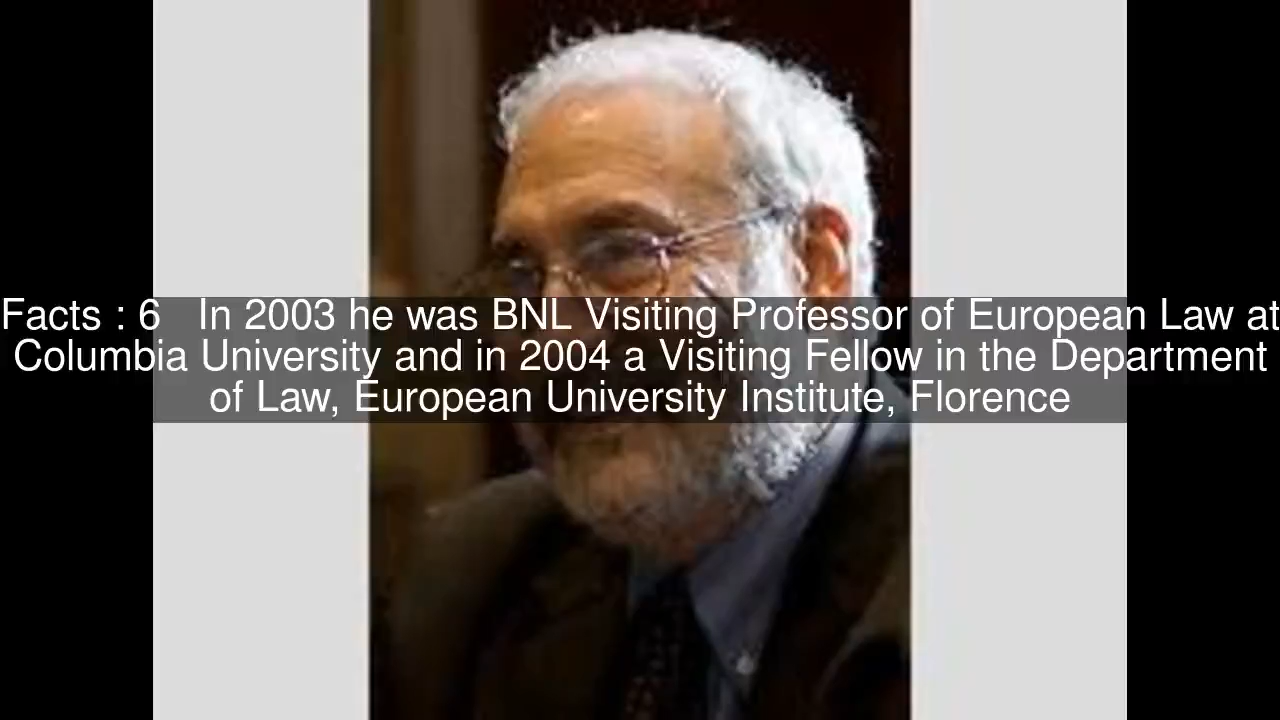 Facts : 6 In 2003 he was BNL Visiting Professor of European Law at
Columbia University and in 2004 a Visiting Fellow in the Department
of Law, European University Institute, Florence